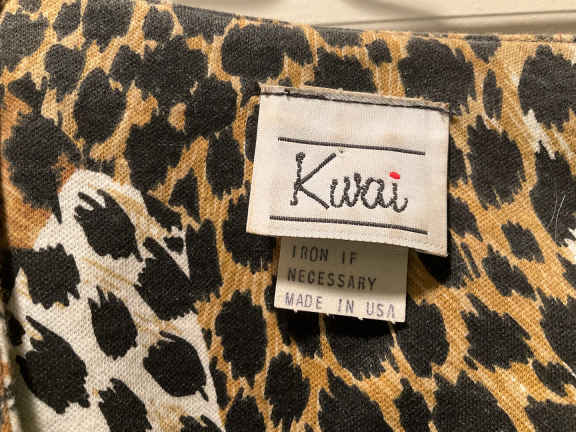 Kwai
IRON IF
NECESSARY
MADE IN USA